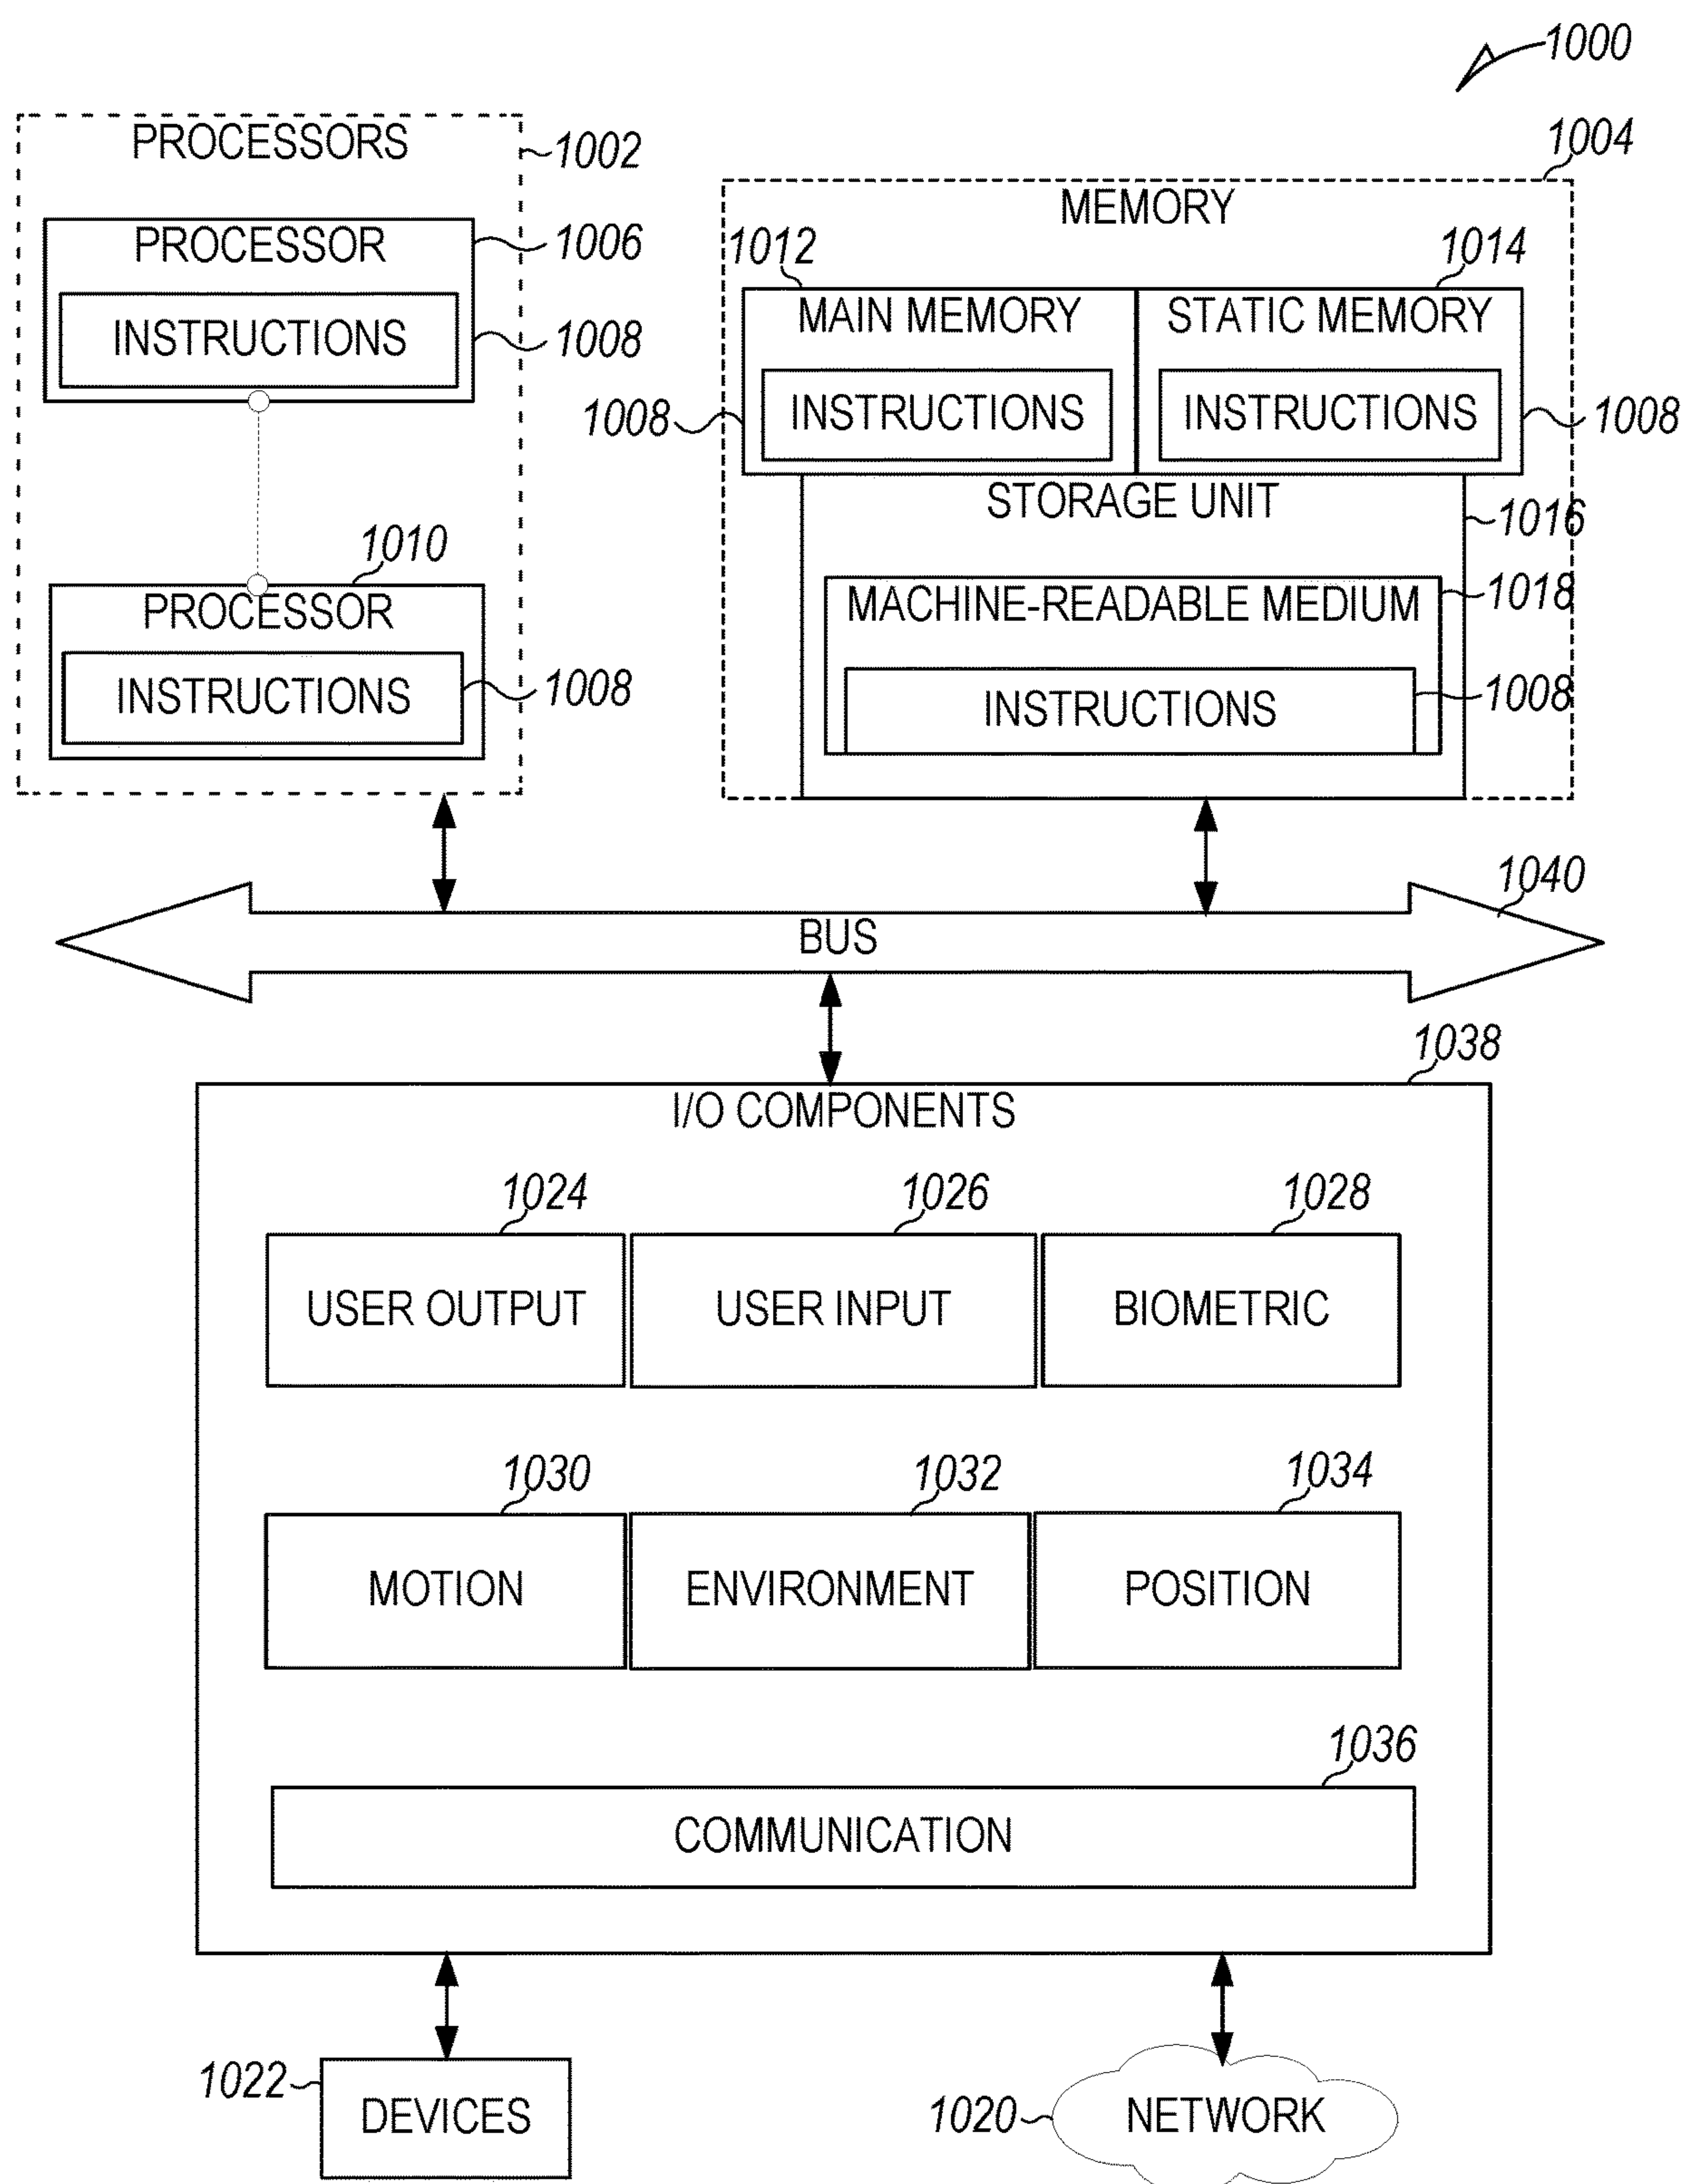 1000
PROCESSORS
1002
1004
MEMORY
PROCESSOR
1006
1012
1014
INSTRUCTIONS
1008
MAIN MEMORY
STATIC MEMORY
1008
INSTRUCTIONS
INSTRUCTIONS
1008
STORAGE UNIT
1016
1010
PROCESSOR
MACHINE-READABLE MEDIUM
1018
INSTRUCTIONS
1008
INSTRUCTIONS
1008
1040
BUS
1038
I/O COMPONENTS
1024
1026
1028
USER OUTPUT
USER INPUT
BIOMETRIC
1030
1032
1034
MOTION
ENVIRONMENT
POSITION
1036
COMMUNICATION
1022
DEVICES
1020
NETWORK